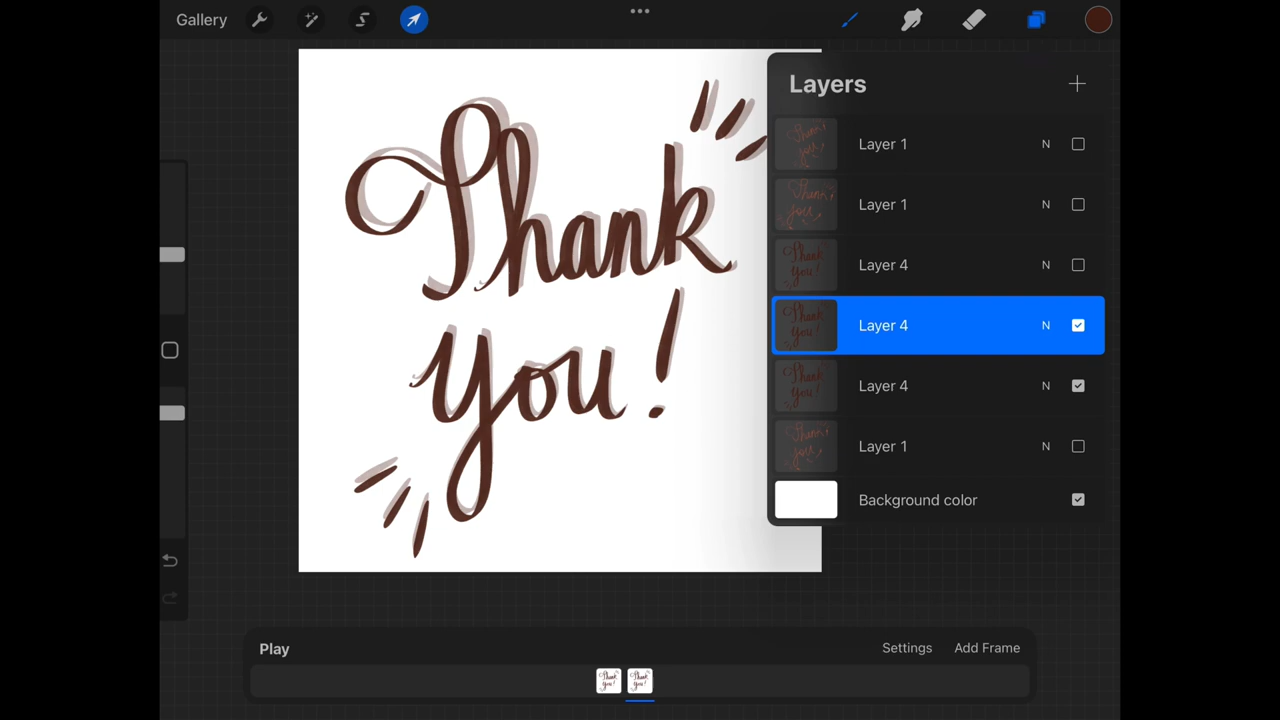 Gallery
Layers
Layer 1 N
Layer 1 N
Layer 4 N
Layer 4 N
Layer 4 N
Layer 1 N
Background color
Thank
you!
Play
Settings
Add Frame